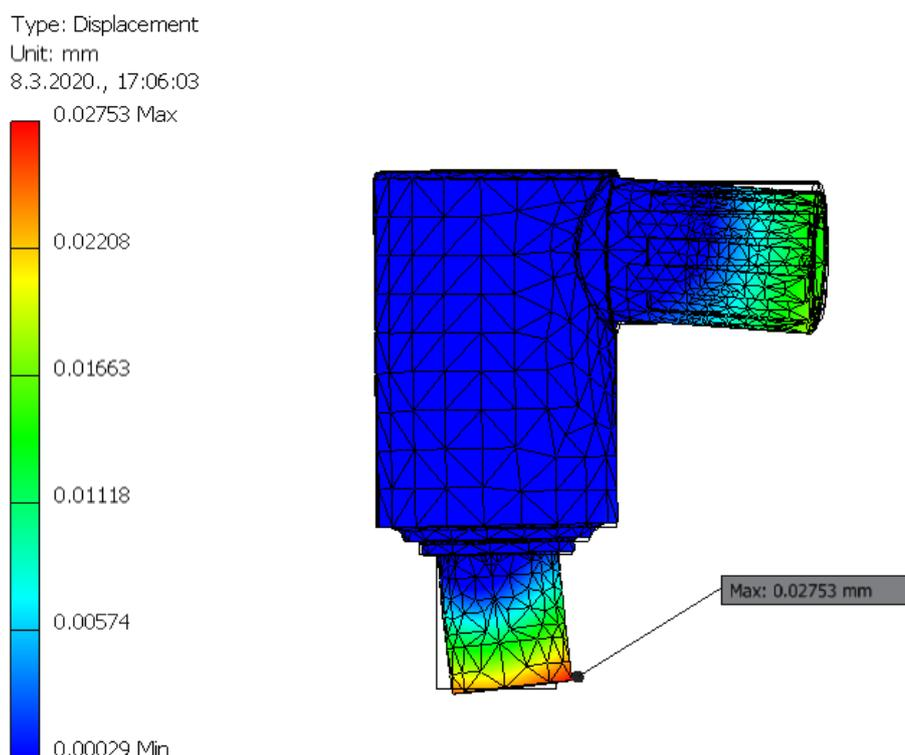 Type: Displacement
Unit: mm
8.3.2020., 17:06:03
0.02753 Max
0.02208
0.01663
0.01118
0.00574
0.00029 Min
Max: 0.02753 mm